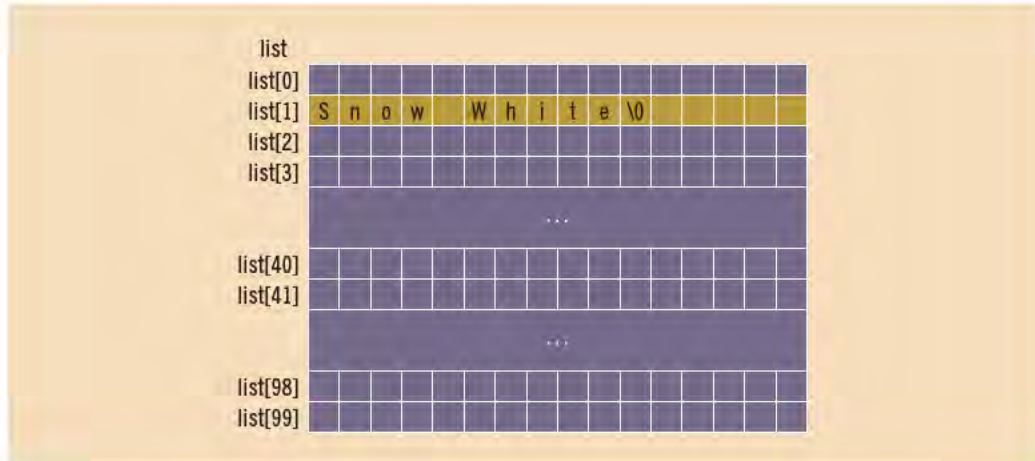 list
list[0]
list[1] S n o w W h i t e \0
list[2]
list[3]
...
list[40]
list[41]
...
list[98]
list[99]